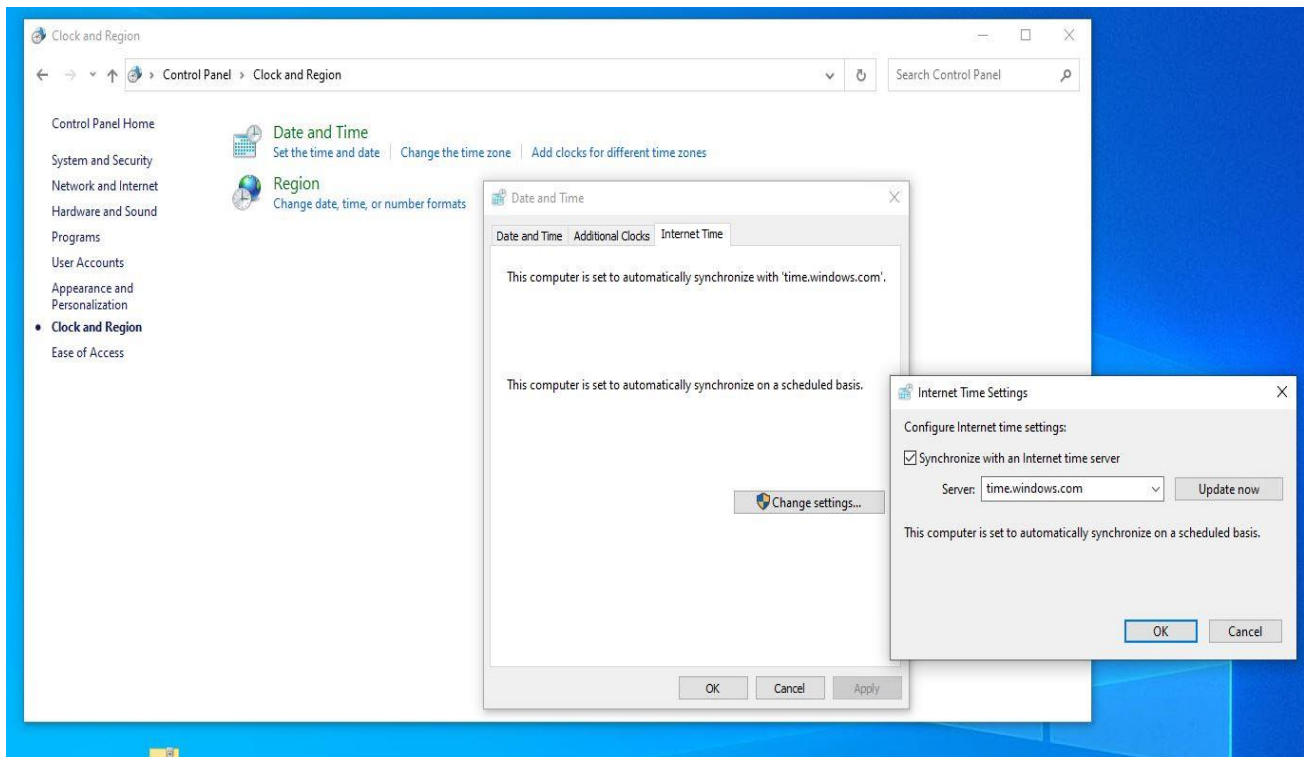 Clock and Region
Control Panel > Clock and Region
Search Control Panel
Control Panel Home
System and Security
Network and Internet
Hardware and Sound
Programs
User Accounts
Appearance and
Personalization
Clock and Region
Ease of Access
Date and Time
Set the time and date | Change the time zone | Add clocks for different time zones
Region
Change date, time, or number formats
Date and Time
Date and Time Additional Clocks Internet Time
This computer is set to automatically synchronize with 'time.windows.com'.
This computer is set to automatically synchronize on a scheduled basis.
Change settings...
OK Cancel Apply
Internet Time Settings
Configure Internet time settings:
Synchronize with an Internet time server
Server: time.windows.com Update now
This computer is set to automatically synchronize on a scheduled basis.
OK Cancel